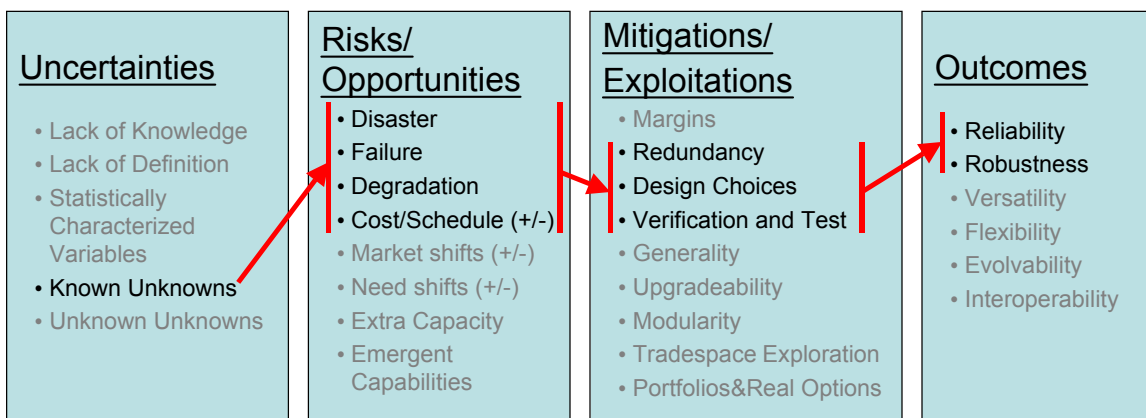 Uncertainties
• Lack of Knowledge
• Lack of Definition
• Statistically
Characterized
Variables
• Known Unknowns
• Unknown Unknowns
Risks/
Opportunities
• Disaster
• Failure
• Degradation
• Cost/Schedule (+/-)
• Market shifts (+/-)
• Need shifts (+/-)
• Extra Capacity
• Emergent
Capabilities
Mitigations/
Exploitations
• Margins
• Redundancy
• Design Choices
• Verification and Test
• Generality
• Upgradeability
• Modularity
• Tradespace Exploration
• Portfolios&Real Options
Outcomes
• Reliability
• Robustness
• Versatility
• Flexibility
• Evolvability
• Interoperability